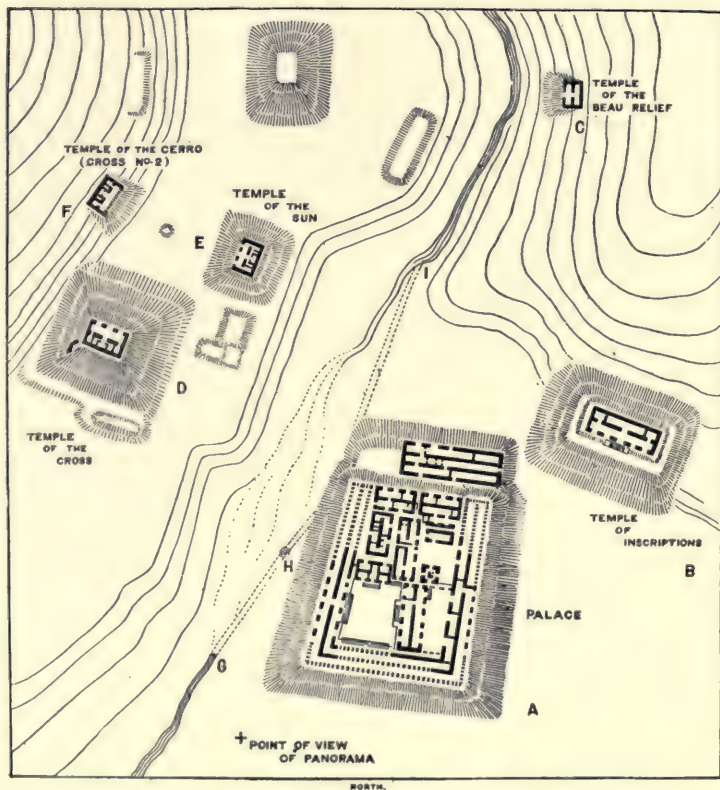 TEMPLE
OF THE
BEAU RELIEF
C
TEMPLE OF THE CERRO
(CROSS Nº 2)
F
TEMPLE
OF THE
SUN
E
I
D
TEMPLE
OF THE
CROSS
TEMPLE
OF
INSCRIPTIONS
B
H
PALACE
G
A
+ POINT OF VIEW
OF PANORAMA
NORTH.